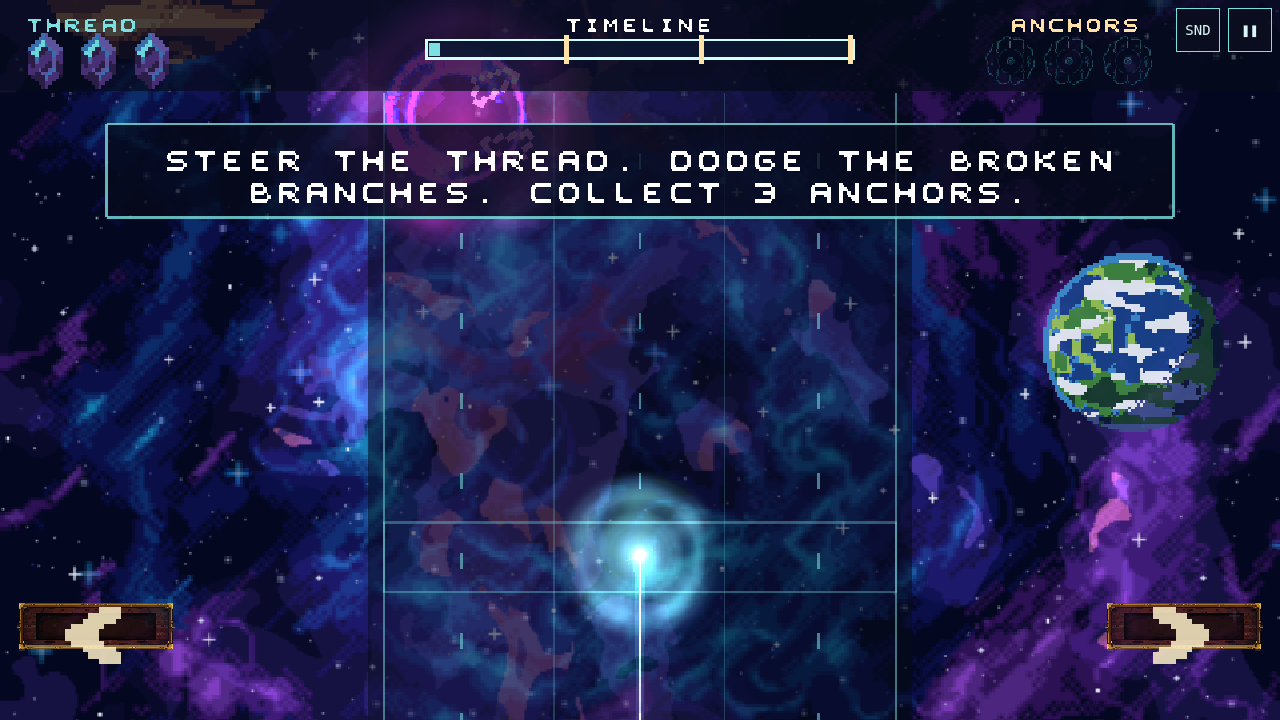 THREAD
TIMELINE
ANCHORS
SND
STEER THE THREAD. DODGE THE BROKEN
BRANCHES. COLLECT 3 ANCHORS.